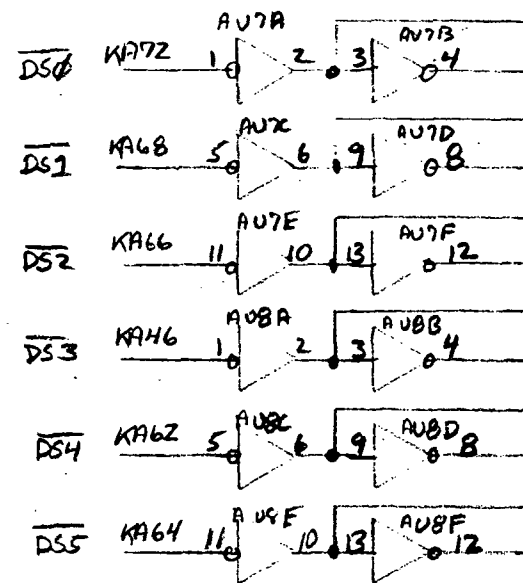 AU7A AU7B
DS0 KA72 1 2 3 4
AU7C AU7D
DS1 KA68 5 6 9 8
AU7E AU7F
DS2 KA66 11 10 13 12
AU8A AU8B
DS3 KA46 1 2 3 4
AU8C AU8D
DS4 KA62 5 6 9 8
AU8E AU8F
DS5 KA64 11 10 13 12